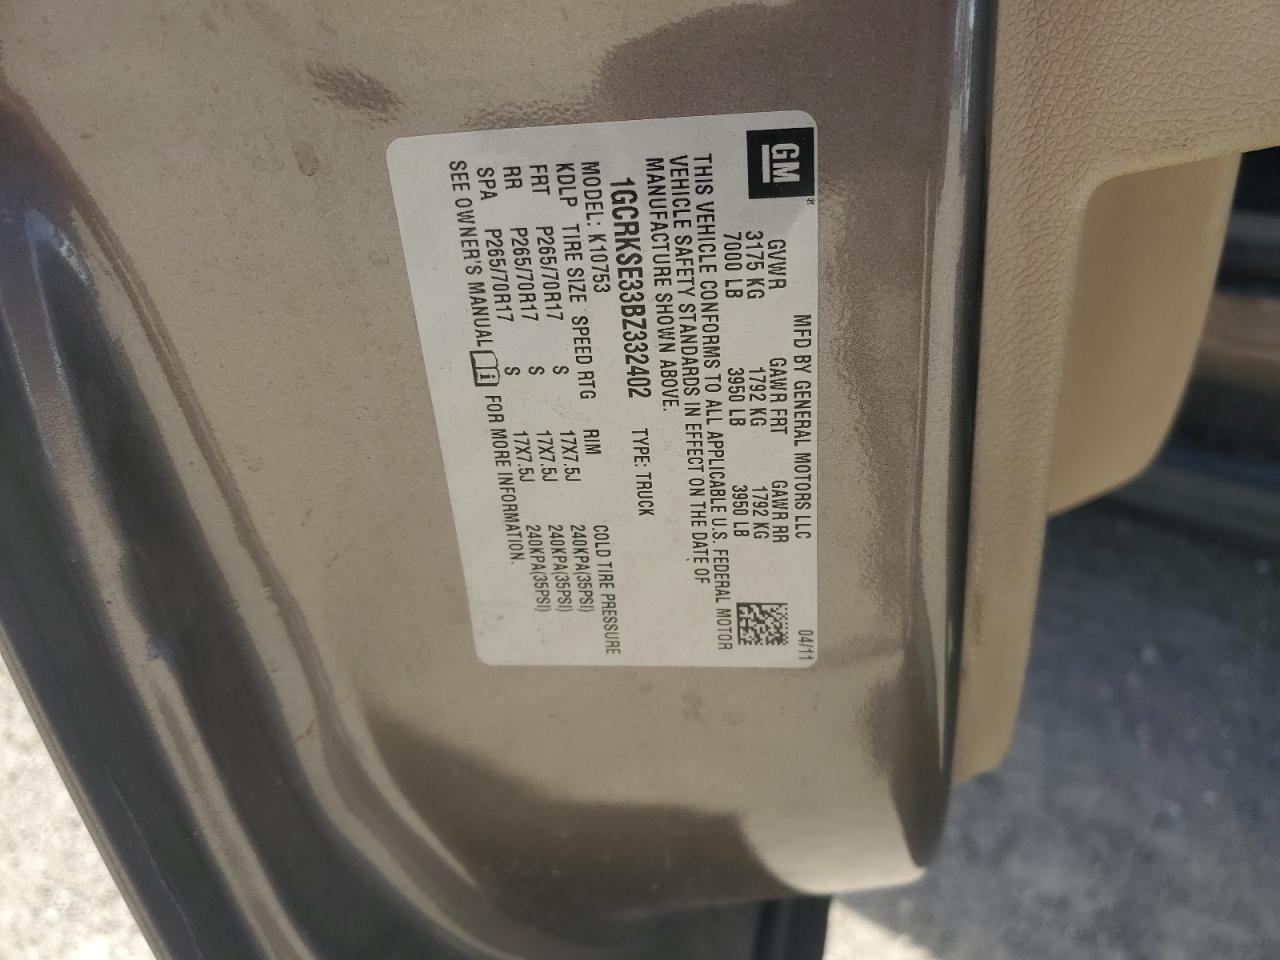 GM
MFD BY GENERAL MOTORS LLC 04/11
GVWR GAWR FRT GAWR RR
3175 KG 1792 KG 1792 KG
7000 LB 3950 LB 3950 LB
THIS VEHICLE CONFORMS TO ALL APPLICABLE U.S. FEDERAL MOTOR
VEHICLE SAFETY STANDARDS IN EFFECT ON THE DATE OF
MANUFACTURE SHOWN ABOVE.
1GCRKSE33BZ332402 TYPE: TRUCK
MODEL: K10753
KDLP TIRE SIZE SPEED RTG RIM COLD TIRE PRESSURE
FRT P265/70R17 S 17X7.5J 240KPA(35PSI)
RR P265/70R17 S 17X7.5J 240KPA(35PSI)
SPA P265/70R17 S 17X7.5J 240KPA(35PSI)
SEE OWNER'S MANUAL FOR MORE INFORMATION.